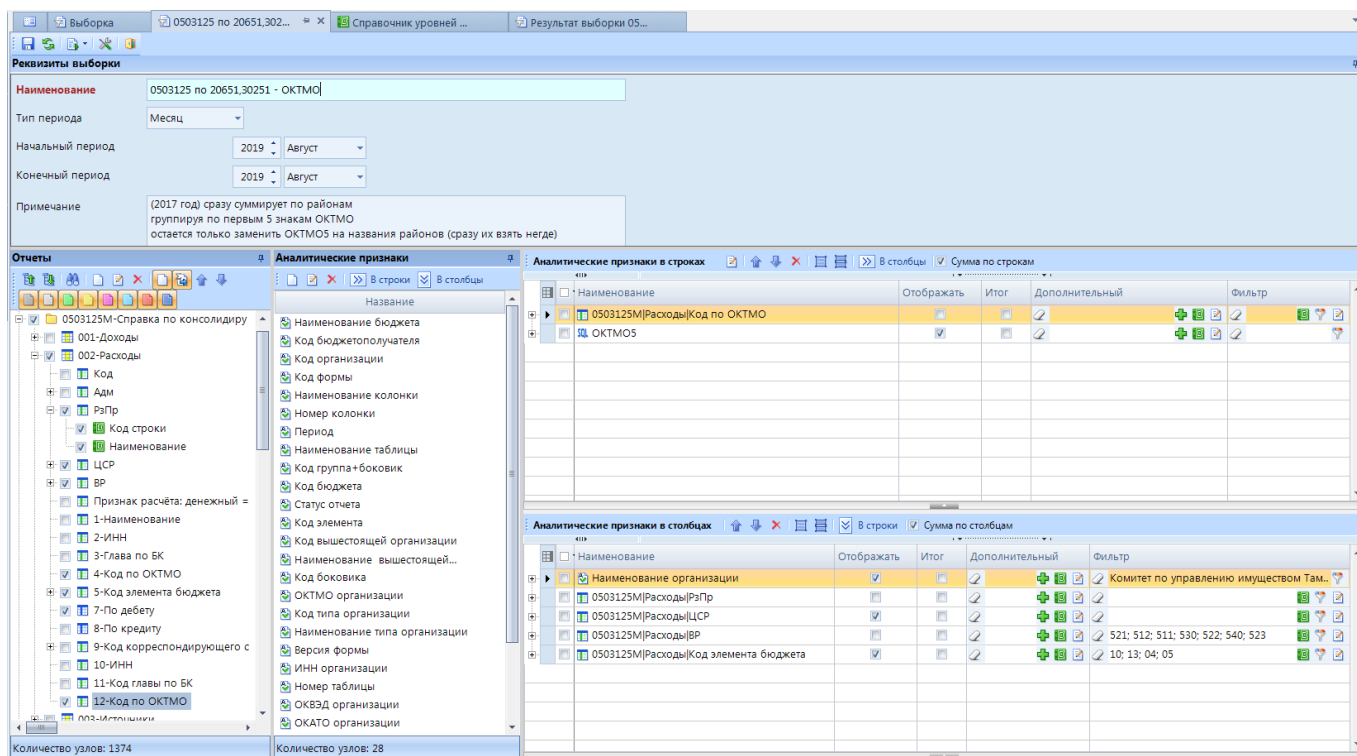 Выборка
0503125 по 20651,302...
Справочник уровней ...
Результат выборки 05...
Реквизиты выборки
Наименование
0503125 по 20651,30251 - ОКТМО
Тип периода
Месяц
Начальный период
2019
Август
Конечный период
2019
Август
Примечание
(2017 год) сразу суммирует по районам
группируя по первым 5 знакам ОКТМО
остается только заменить ОКТМО5 на названия районов (сразу их взять негде)
Отчеты
0503125М-Справка по консолидиру
001-Доходы
002-Расходы
Код
Адм
РзПр
Код строки
Наименование
ЦСР
ВР
Признак расчёта: денежный =
1-Наименование
2-ИНН
3-Глава по БК
4-Код по ОКТМО
5-Код элемента бюджета
7-По дебету
8-По кредиту
9-Код корреспондирующего с
10-ИНН
11-Код главы по БК
12-Код по ОКТМО
003-Источники
Количество узлов: 1374
Аналитические признаки
В строки
В столбцы
Название
Наименование бюджета
Код бюджетополучателя
Код организации
Код формы
Наименование колонки
Номер колонки
Период
Наименование таблицы
Код группа+боковик
Код бюджета
Статус отчета
Код элемента
Код вышестоящей организации
Наименование вышестоящей...
Код боковика
ОКТМО организации
Код типа организации
Наименование типа организации
Версия формы
ИНН организации
Номер таблицы
ОКВЭД организации
ОКАТО организации
Количество узлов: 28
Аналитические признаки в строках
В столбцы
Сумма по строкам
Наименование
Отображать
Итог
Дополнительный
Фильтр
0503125М|Расходы|Код по ОКТМО
SQL ОКТМО5
Аналитические признаки в столбцах
В строки
Сумма по столбцам
Наименование
Отображать
Итог
Дополнительный
Фильтр
Наименование организации
Комитет по управлению имуществом Там..
0503125М|Расходы|РзПр
0503125М|Расходы|ЦСР
0503125М|Расходы|ВР
521; 512; 511; 530; 522; 540; 523
0503125М|Расходы|Код элемента бюджета
10; 13; 04; 05